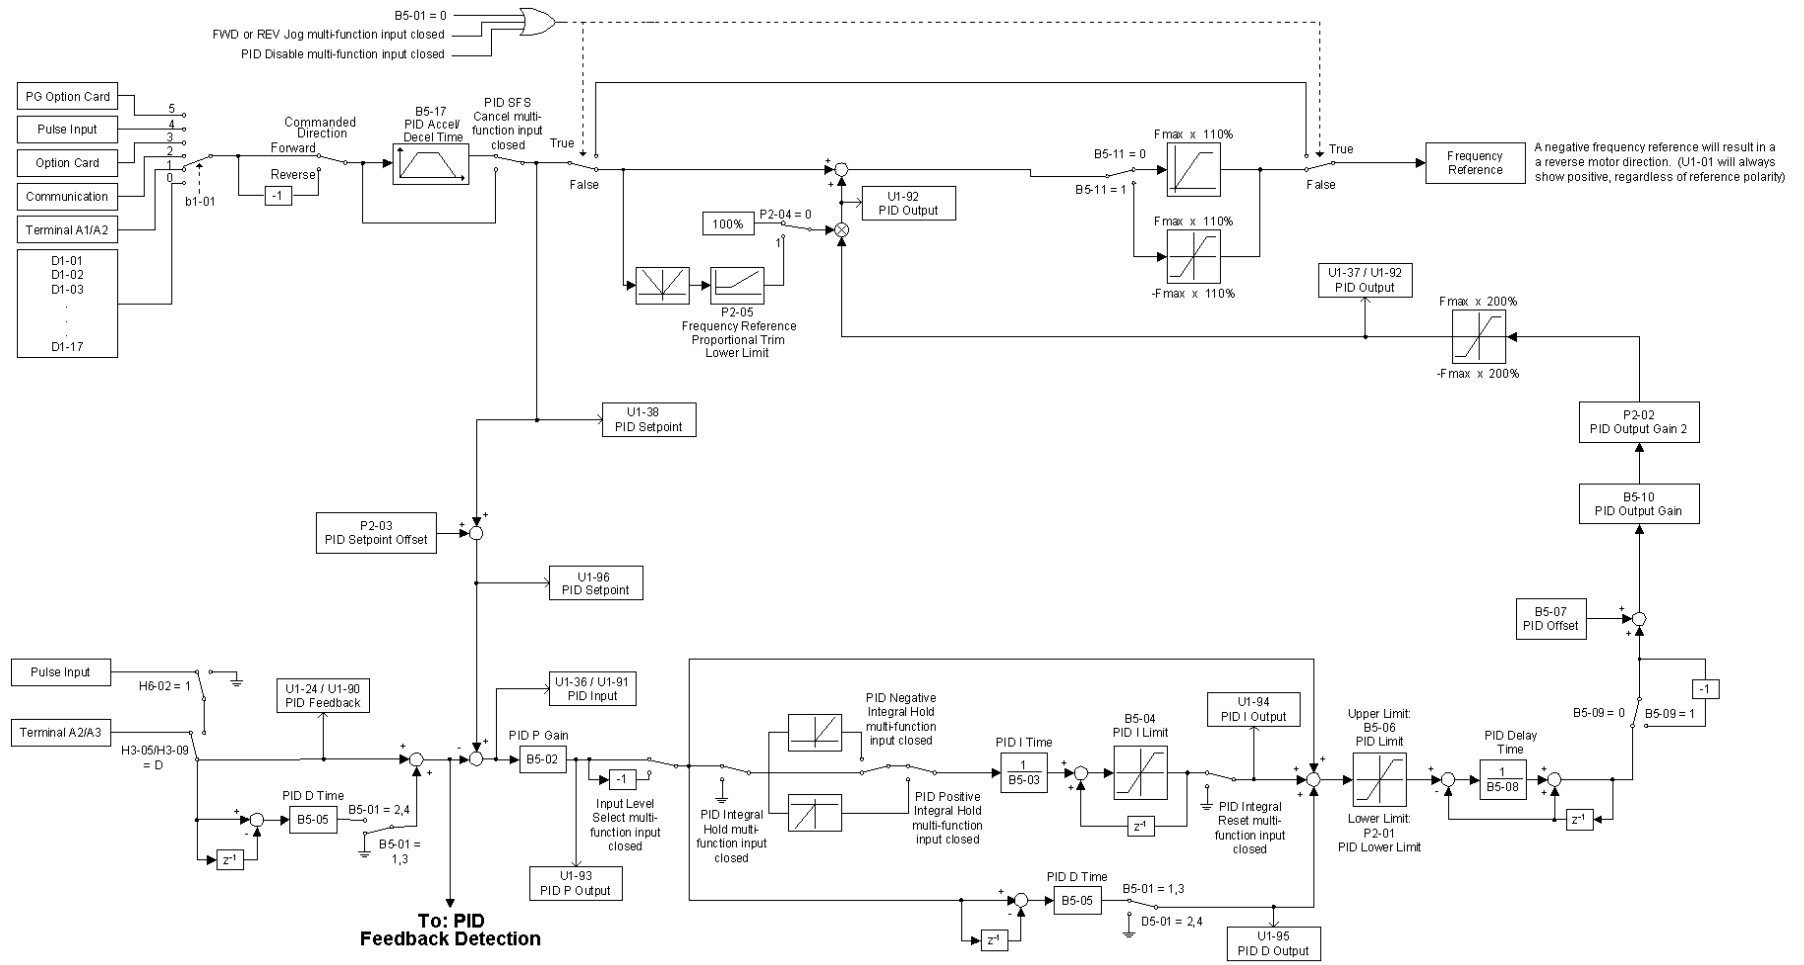 B5-01 = 0
FWD or REV Jog multi-function input closed
PID Disable multi-function input closed
PG Option Card
Pulse Input
Option Card
Communication
Terminal A1/A2
D1-01
D1-02
D1-03
.
.
.
D1-17
5
4
3
2
1
0
b1-01
Commanded
Direction
Forward
Reverse
-1
B5-17
PID Accel/
Decel Time
PID SFS
Cancel multi-
function input
closed
True
False
+
+
U1-92
PID Output
100%
P2-04 = 0
1
P2-05
Frequency Reference
Proportional Trim
Lower Limit
B5-11 = 0
B5-11 = 1
Fmax x 110%
Fmax x 110%
-Fmax x 110%
True
False
Frequency
Reference
A negative frequency reference will result in a
a reverse motor direction. (U1-01 will always
show positive, regardless of reference polarity)
U1-37 / U1-92
PID Output
Fmax x 200%
-Fmax x 200%
P2-02
PID Output Gain 2
B5-10
PID Output Gain
B5-07
PID Offset
+
+
-1
B5-09 = 0
B5-09 = 1
U1-38
PID Setpoint
P2-03
PID Setpoint Offset
+
+
U1-96
PID Setpoint
Pulse Input
H6-02 = 1
Terminal A2/A3
H3-05/H3-09
= D
U1-24 / U1-90
PID Feedback
+
-
z-1
PID D Time
B5-05
B5-01 = 2,4
B5-01 =
1,3
+
+
To: PID
Feedback Detection
-
+
U1-36 / U1-91
PID Input
PID P Gain
B5-02
-1
Input Level
Select multi-
function input
closed
U1-93
PID P Output
PID Integral
Hold multi-
function input
closed
PID Negative
Integral Hold
multi-function
input closed
PID Positive
Integral Hold
multi-function
input closed
PID I Time
1
B5-03
+
+
B5-04
PID I Limit
z-1
PID Integral
Reset multi-
function input
closed
U1-94
PID I Output
+
+
+
Upper Limit:
B5-06
PID Limit
Lower Limit:
P2-01
PID Lower Limit
+
-
PID Delay
Time
1
B5-08
+
+
z-1
+
-
z-1
PID D Time
B5-05
B5-01 = 1,3
D5-01 = 2,4
U1-95
PID D Output